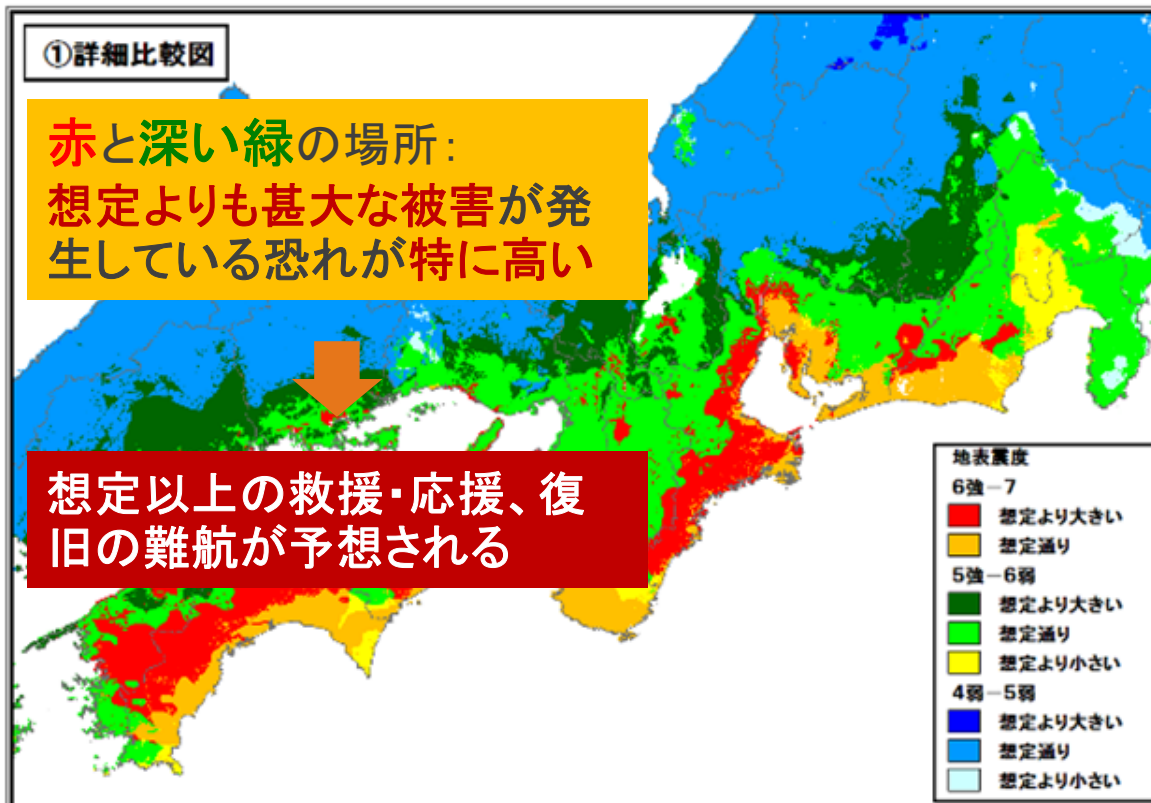 ①詳細比較図
赤と深い緑の場所：
想定よりも甚大な被害が発
生している恐れが特に高い
想定以上の救援・応援、復
旧の難航が予想される
地表震度
6強－7
想定より大きい
想定通り
5強－6弱
想定より大きい
想定通り
想定より小さい
4弱－5弱
想定より大きい
想定通り
想定より小さい